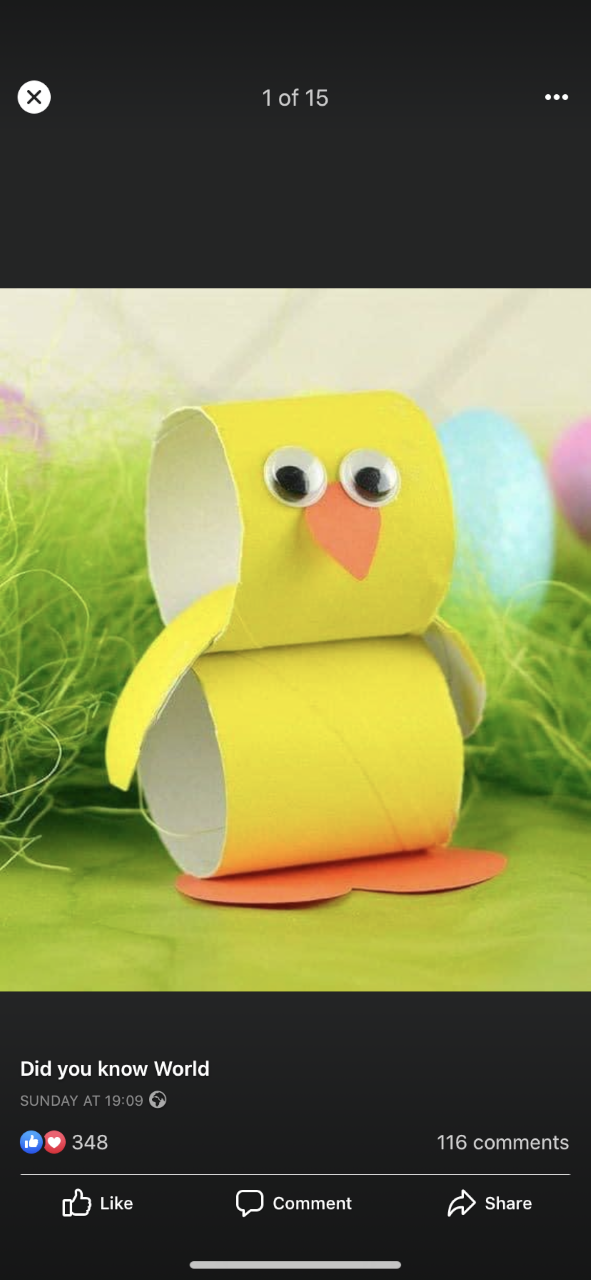 1 of 15
Did you know World
SUNDAY AT 19:09
348
116 comments
Like
Comment
Share